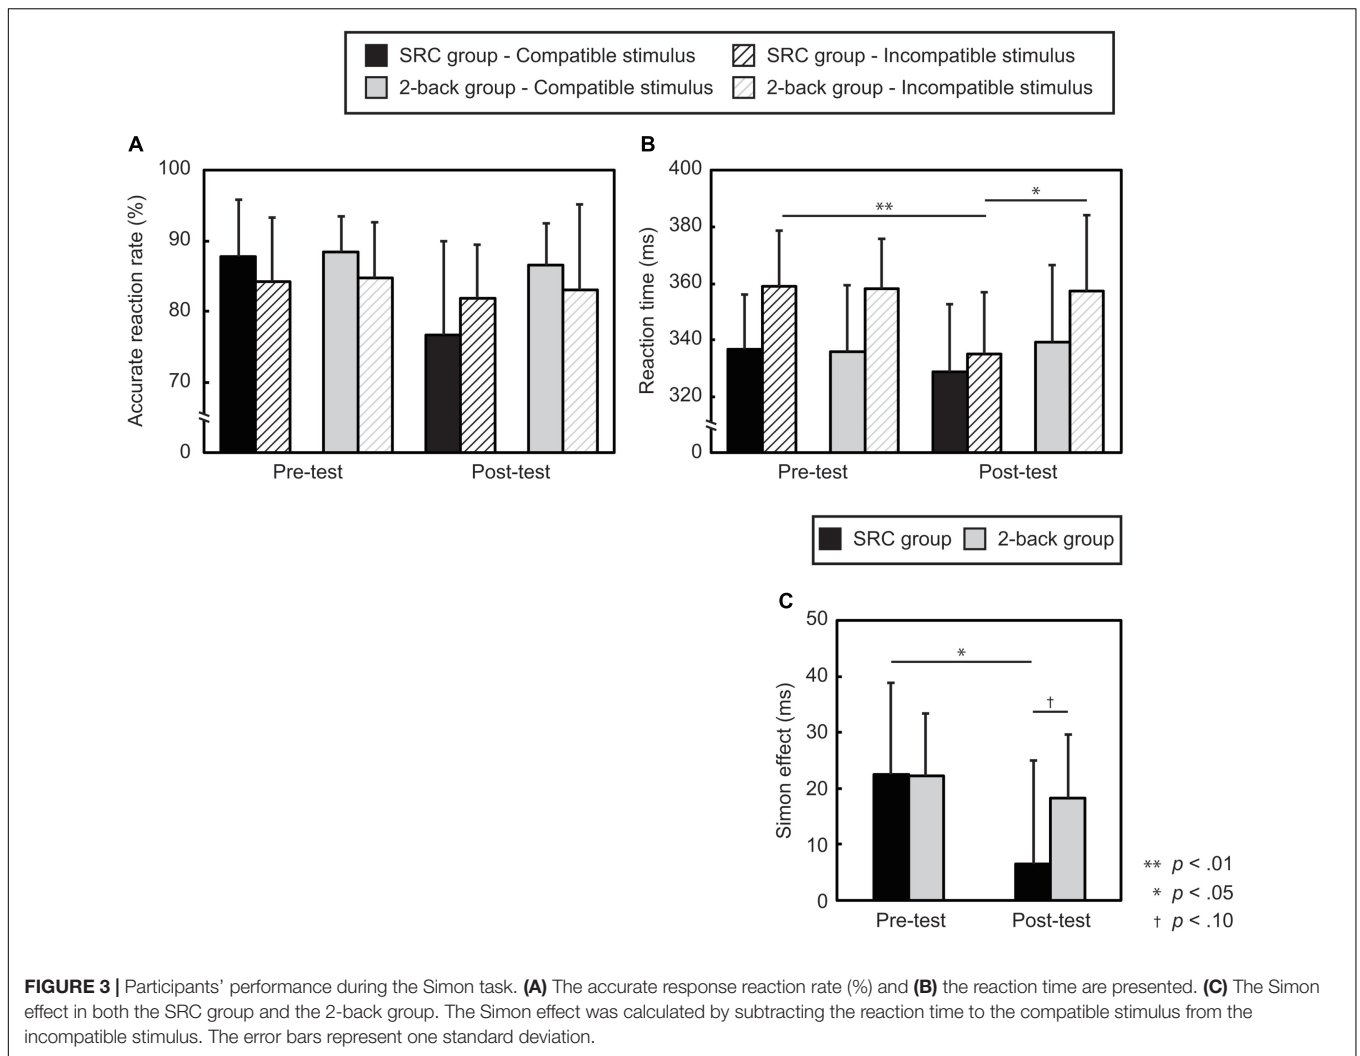 SRC group - Compatible stimulus
SRC group - Incompatible stimulus
2-back group - Compatible stimulus
2-back group - Incompatible stimulus
A
100
90
80
70
0
Accurate reaction rate (%)
Pre-test
Post-test
B
400
380
360
340
320
0
Reaction time (ms)
**
*
Pre-test
Post-test
SRC group
2-back group
C
50
40
30
20
10
0
Simon effect (ms)
*
†
Pre-test
Post-test
** p < .01
* p < .05
† p < .10
FIGURE 3 | Participants’ performance during the Simon task. (A) The accurate response reaction rate (%) and (B) the reaction time are presented. (C) The Simon
effect in both the SRC group and the 2-back group. The Simon effect was calculated by subtracting the reaction time to the compatible stimulus from the
incompatible stimulus. The error bars represent one standard deviation.